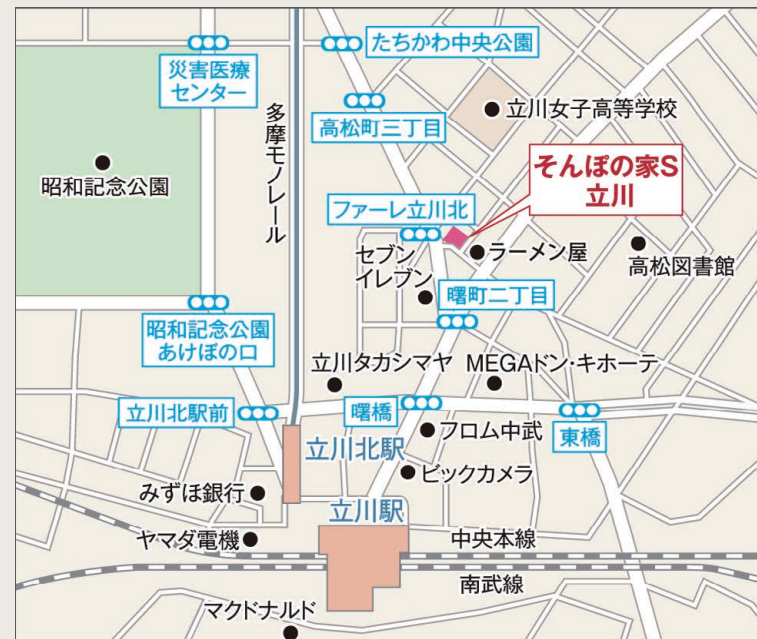 たちかわ中央公園
災害医療
センター
高松町三丁目
立川女子高等学校
多摩モノレール
昭和記念公園
そんぽの家S
立川
ファーレ立川北
セブン
イレブン
ラーメン屋
高松図書館
曙町二丁目
昭和記念公園
あけぼの口
立川タカシマヤ
MEGAドン・キホーテ
立川北駅前
曙橋
東橋
フロム中武
立川北駅
ビックカメラ
みずほ銀行
立川駅
ヤマダ電機
中央本線
南武線
マクドナルド